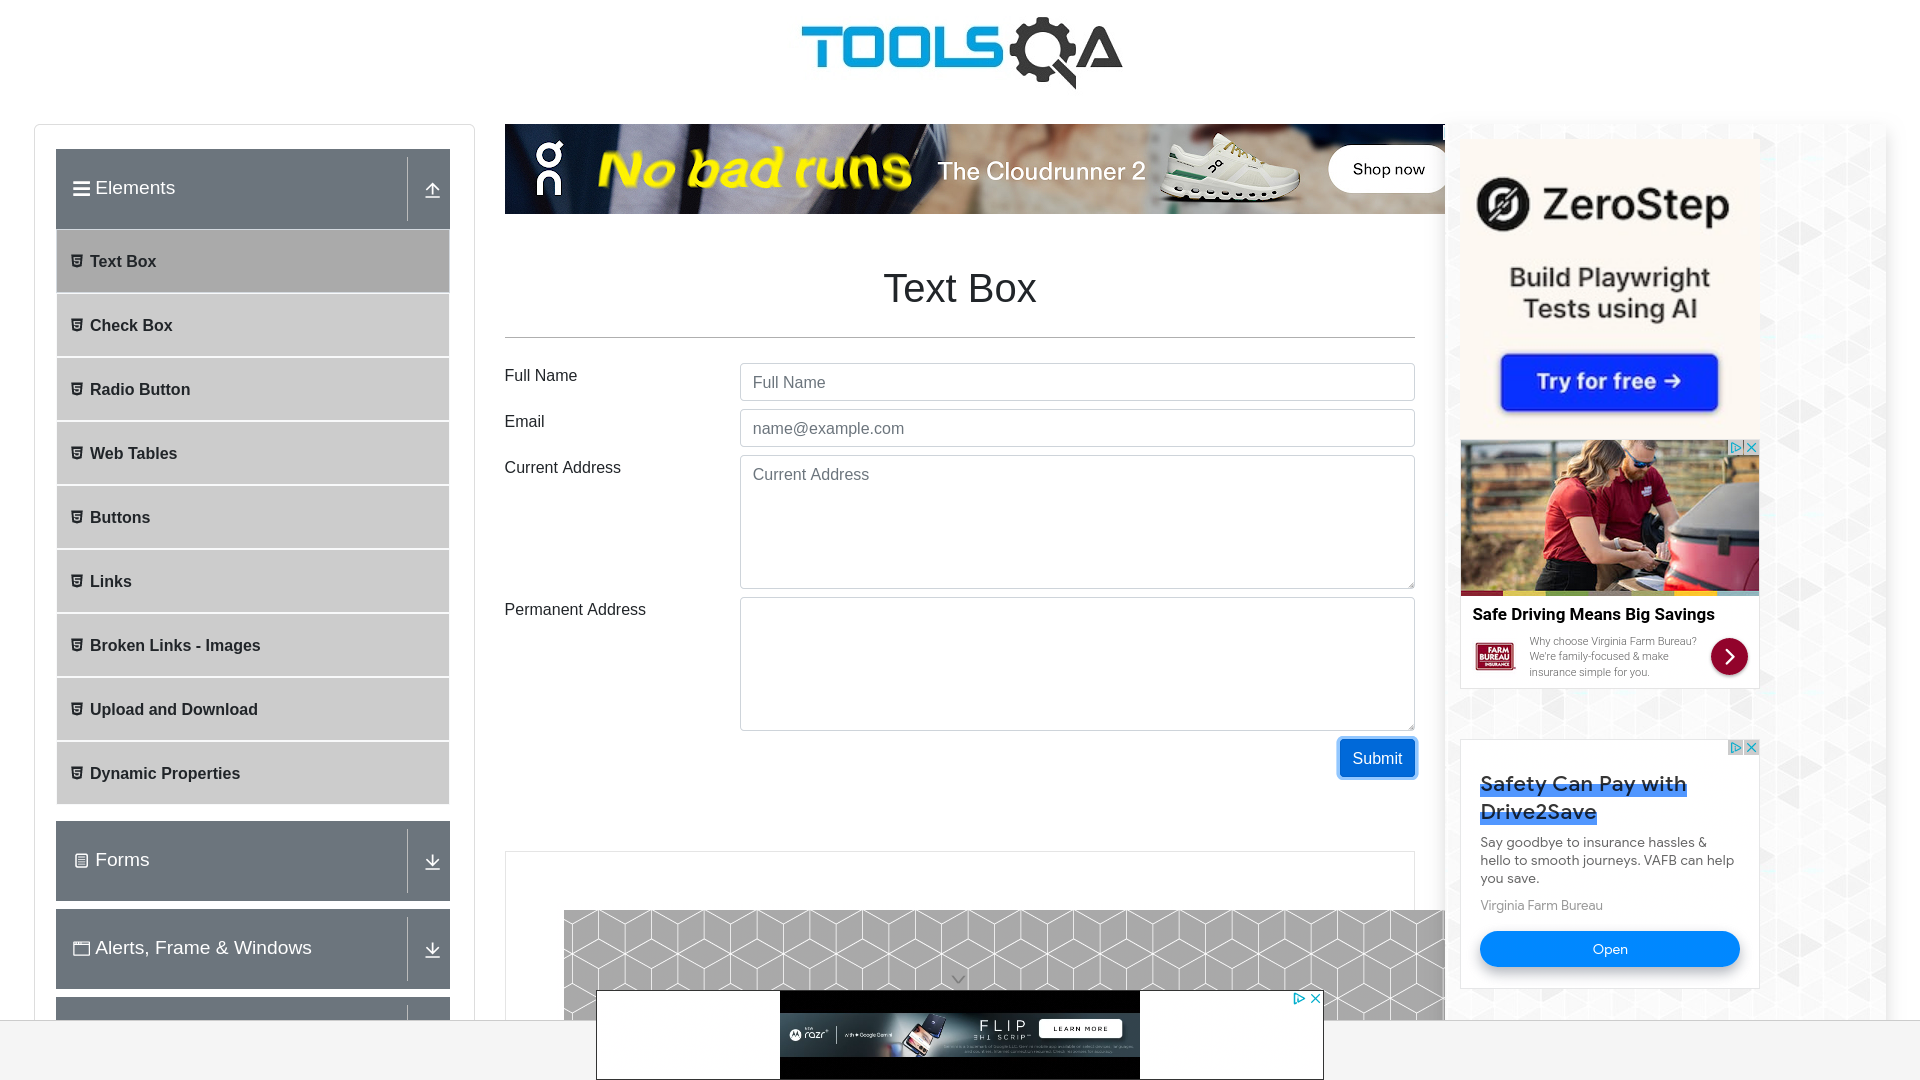 TOOLSQA
Elements
Text Box
Check Box
Radio Button
Web Tables
Buttons
Links
Broken Links - Images
Upload and Download
Dynamic Properties
Forms
Alerts, Frame & Windows
on
No bad runs
The Cloudrunner 2
Shop now
Text Box
Full Name
Full Name
Email
name@example.com
Current Address
Current Address
Permanent Address
Submit
ZeroStep
Build Playwright
Tests using AI
Try for free →
Safe Driving Means Big Savings
FARM
BUREAU
INSURANCE
Why choose Virginia Farm Bureau?
We're family-focused & make
insurance simple for you.
Safety Can Pay with
Drive2Save
Say goodbye to insurance hassles &
hello to smooth journeys. VAFB can help
you save.
Virginia Farm Bureau
Open
razr
FLIP
THE SCRIPT
LEARN MORE